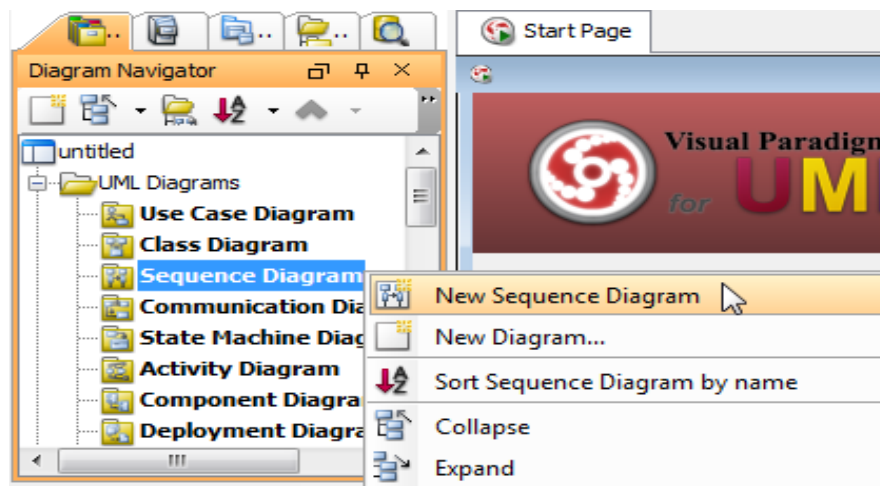 Start Page
Diagram Navigator
untitled
UML Diagrams
Use Case Diagram
Class Diagram
Sequence Diagram
Communication Dia
State Machine Diag
Activity Diagram
Component Diagra
Deployment Diagra
Visual Paradigm
for UM
New Sequence Diagram
New Diagram...
Sort Sequence Diagram by name
Collapse
Expand